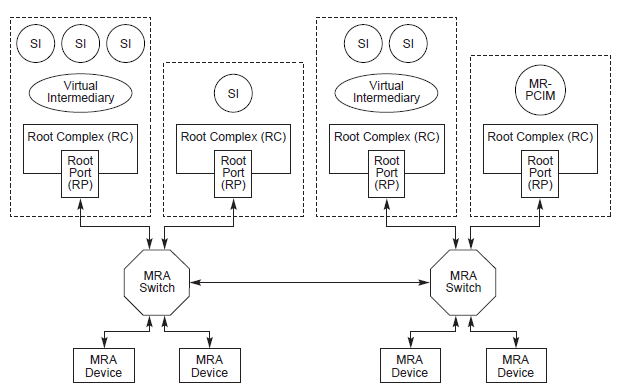 SI SI SI SI SI
Virtual Intermediary
SI
Virtual Intermediary
MR-PCIM
Root Complex (RC) Root Complex (RC) Root Complex (RC) Root Complex (RC)
Root Root Root Root
Port Port Port Port
(RP) (RP) (RP) (RP)
MRA MRA
Switch Switch
MRA MRA MRA MRA
Device Device Device Device